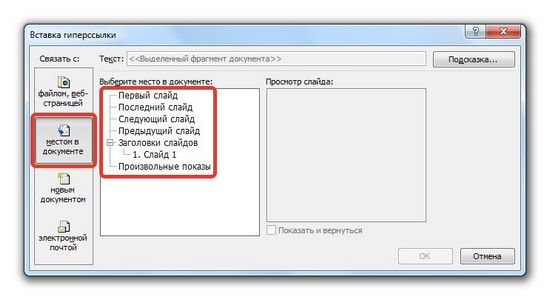 Вставка гиперссылки
Связать с:
Текст: <<Выделенный фрагмент документа>>
Подсказка...
файлом, веб-
страницей
местом в
документе
новым
документом
электронной
почтой
Выберите место в документе:
Первый слайд
Последний слайд
Следующий слайд
Предыдущий слайд
Заголовки слайдов
1. Слайд 1
Произвольные показы
Просмотр слайда:
Показать и вернуться
ОК
Отмена